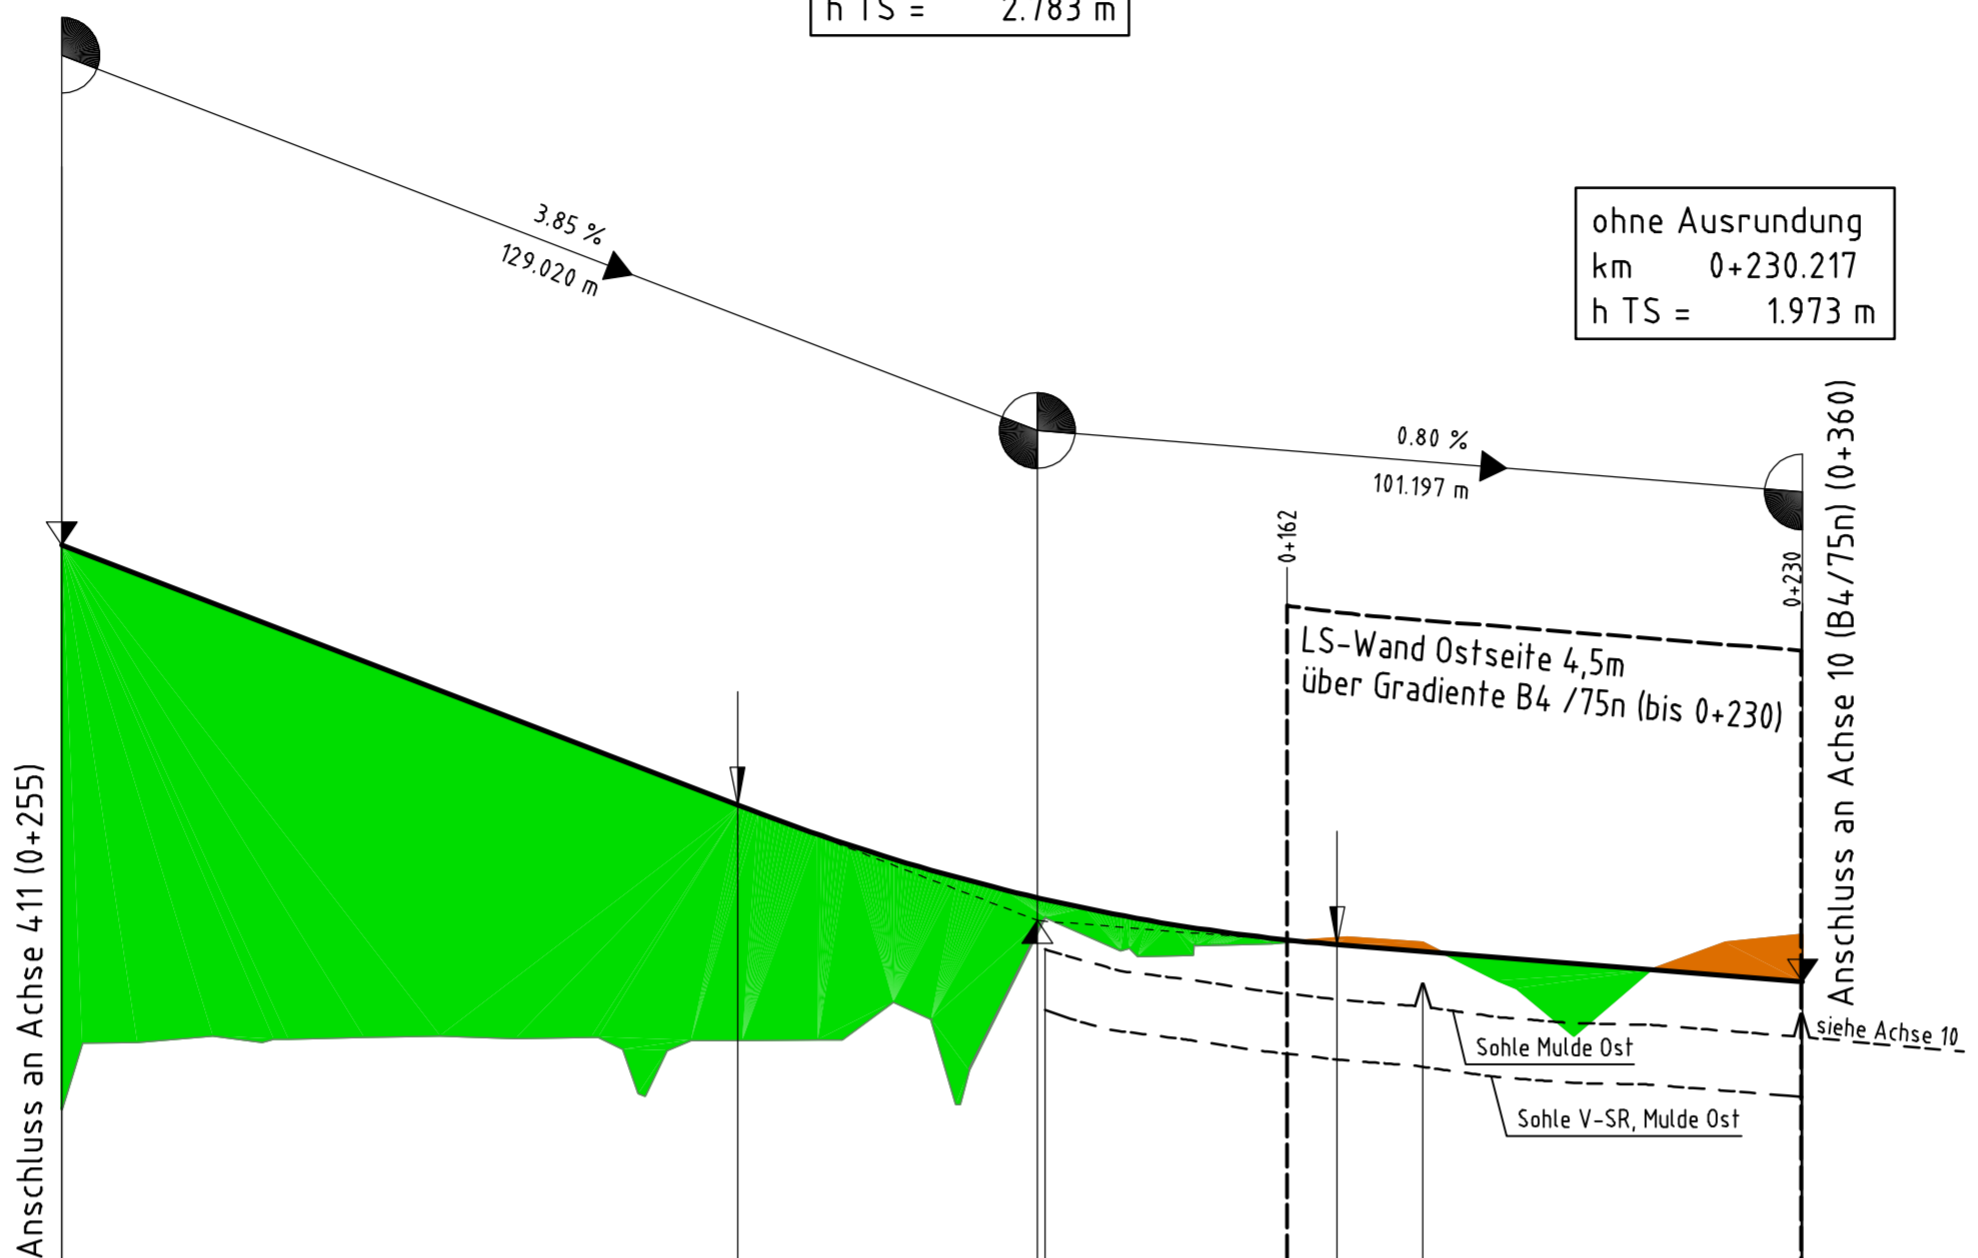 h TS = 2.783 m
3.85 %
129.020 m
ohne Ausrundung
km 0+230.217
h TS = 1.973 m
0.80 %
101.197 m
0+162
0+230
Anschluss an Achse 10 (B4/75n) (0+360)
LS-Wand Ostseite 4,5m
über Gradiente B4 /75n (bis 0+230)
Anschluss an Achse 411 (0+255)
siehe Achse 10
Sohle Mulde Ost
Sohle V-SR, Mulde Ost